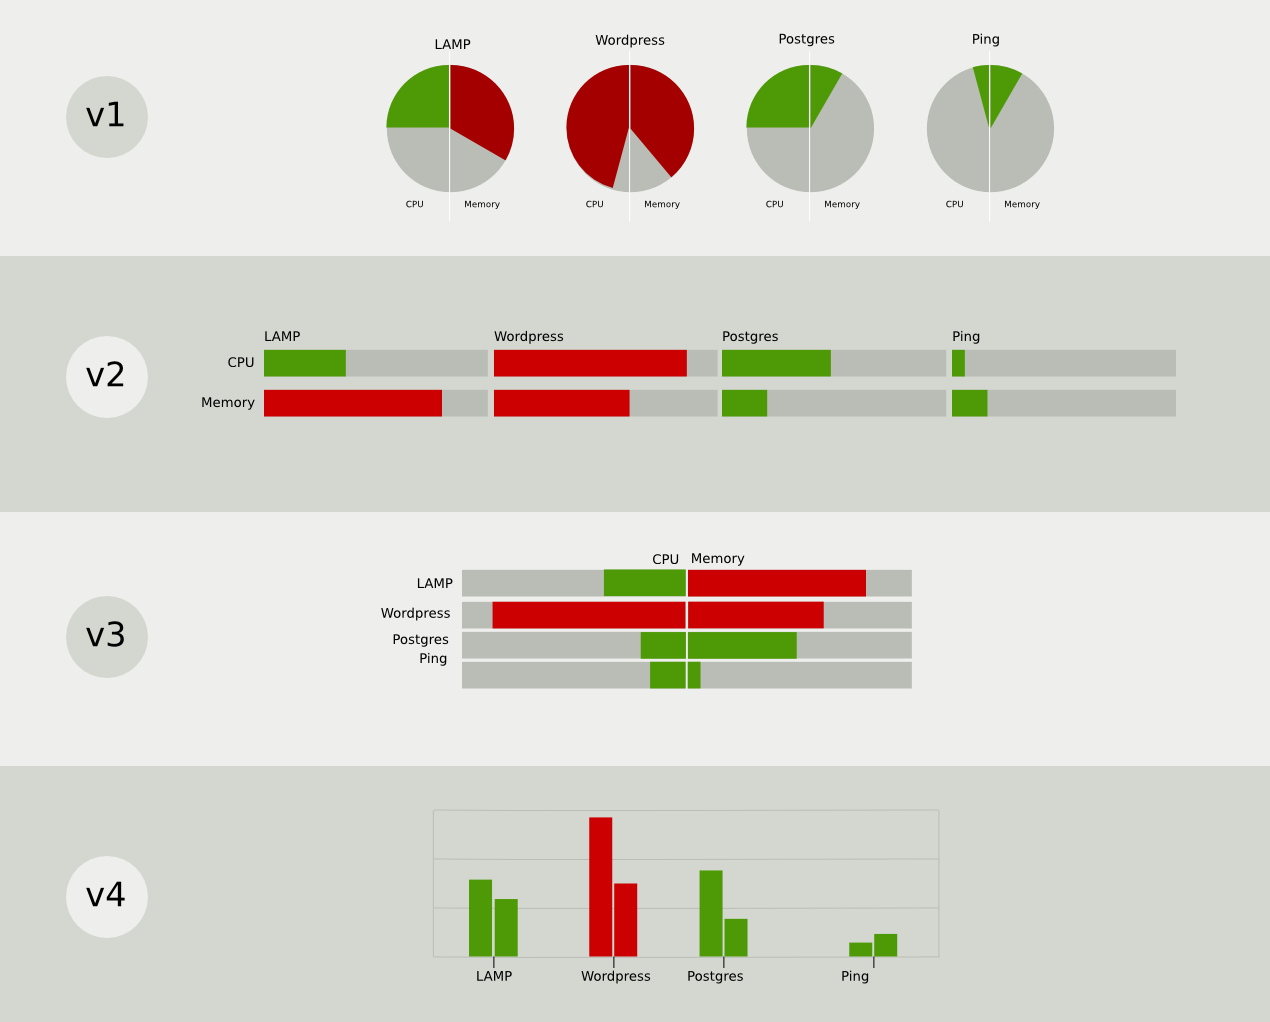 LAMP
Wordpress
Postgres
Ping
v1
CPU
Memory
CPU
Memory
CPU
Memory
CPU
Memory
LAMP
Wordpress
Postgres
Ping
v2
CPU
Memory
CPU
Memory
v3
LAMP
Wordpress
Postgres
Ping
v4
LAMP
Wordpress
Postgres
Ping